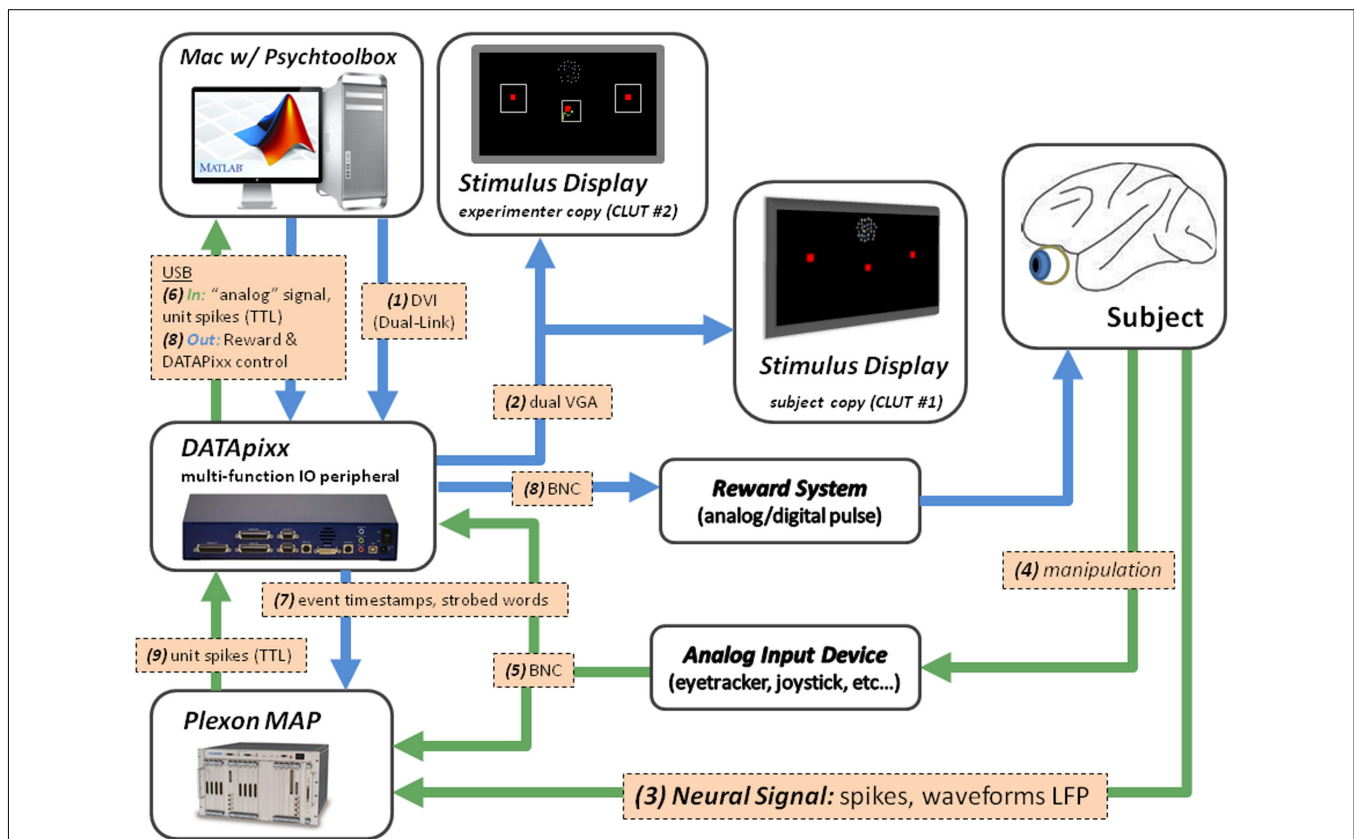 Mac w/ Psychtoolbox
MATLAB
Stimulus Display
experimenter copy (CLUT #2)
Stimulus Display
subject copy (CLUT #1)
Subject
USB
(6) In: “analog” signal,
unit spikes (TTL)
(8) Out: Reward &
DATAPixx control
(1) DVI
(Dual-Link)
(2) dual VGA
DATApixx
multi-function IO peripheral
(8) BNC
Reward System
(analog/digital pulse)
(4) manipulation
(7) event timestamps, strobed words
(9) unit spikes (TTL)
(5) BNC
Analog Input Device
(eyetracker, joystick, etc...)
Plexon MAP
(3) Neural Signal: spikes, waveforms LFP